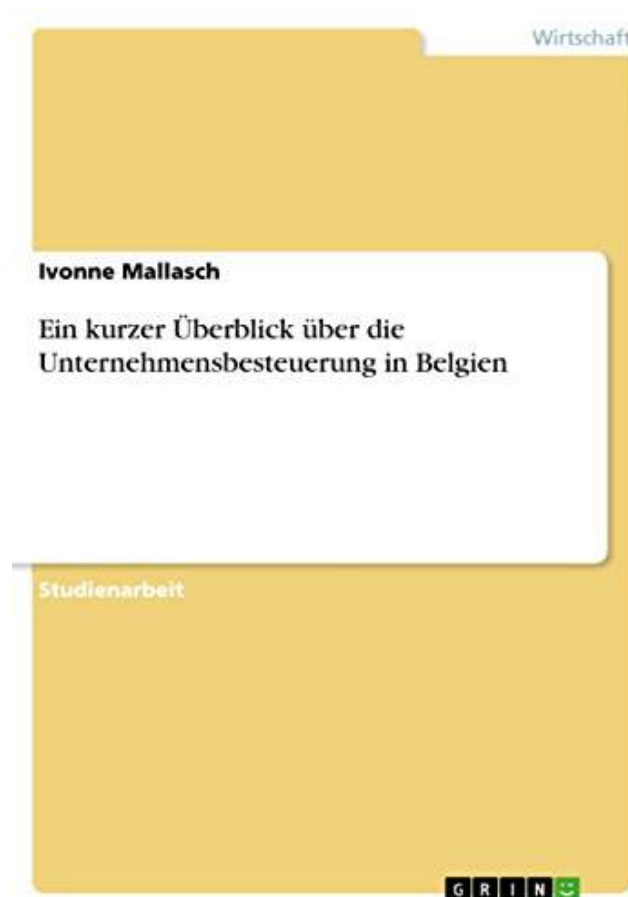 Wirtschaft
Ivonne Mallasch
Ein kurzer Überblick über die
Unternehmensbesteuerung in Belgien
Studienarbeit
GRIN